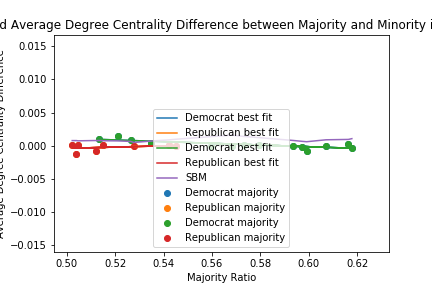 d Average Degree Centrality Difference between Majority and Minority i
Average Degree Centrality Difference
0.015
0.010
0.005
0.000
−0.005
−0.010
−0.015
Democrat best fit
Republican best fit
Democrat best fit
Republican best fit
SBM
Democrat majority
Republican majority
Democrat majority
Republican majority
0.50 0.52 0.54 0.56 0.58 0.60 0.62
Majority Ratio